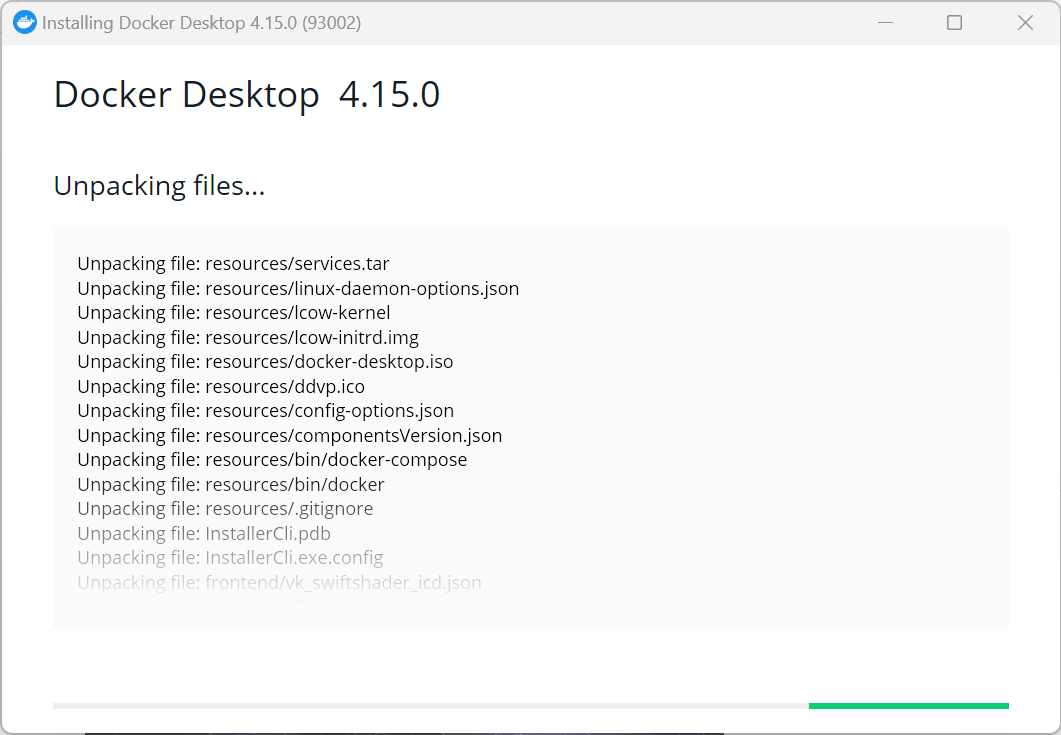 Installing Docker Desktop 4.15.0 (93002)
Docker Desktop 4.15.0
Unpacking files...
Unpacking file: resources/services.tar
Unpacking file: resources/linux-daemon-options.json
Unpacking file: resources/lcow-kernel
Unpacking file: resources/lcow-initrd.img
Unpacking file: resources/docker-desktop.iso
Unpacking file: resources/ddvp.ico
Unpacking file: resources/config-options.json
Unpacking file: resources/componentsVersion.json
Unpacking file: resources/bin/docker-compose
Unpacking file: resources/bin/docker
Unpacking file: resources/.gitignore
Unpacking file: InstallerCli.pdb
Unpacking file: InstallerCli.exe.config
Unpacking file: frontend/vk_swiftshader_icd.json